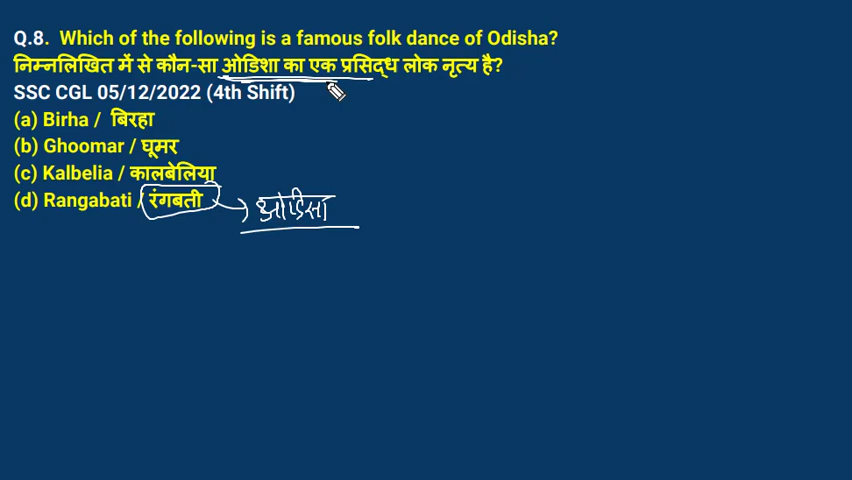 Q.8. Which of the following is a famous folk dance of Odisha?
निम्नलिखित में से कौन-सा ओडिशा का एक प्रसिद्ध लोक नृत्य है?
SSC CGL 05/12/2022 (4th Shift)
(a) Birha / बिरहा
(b) Ghoomar / घूमर
(c) Kalbelia / कालबेलिया
(d) Rangabati / रंगबती ओडिसा